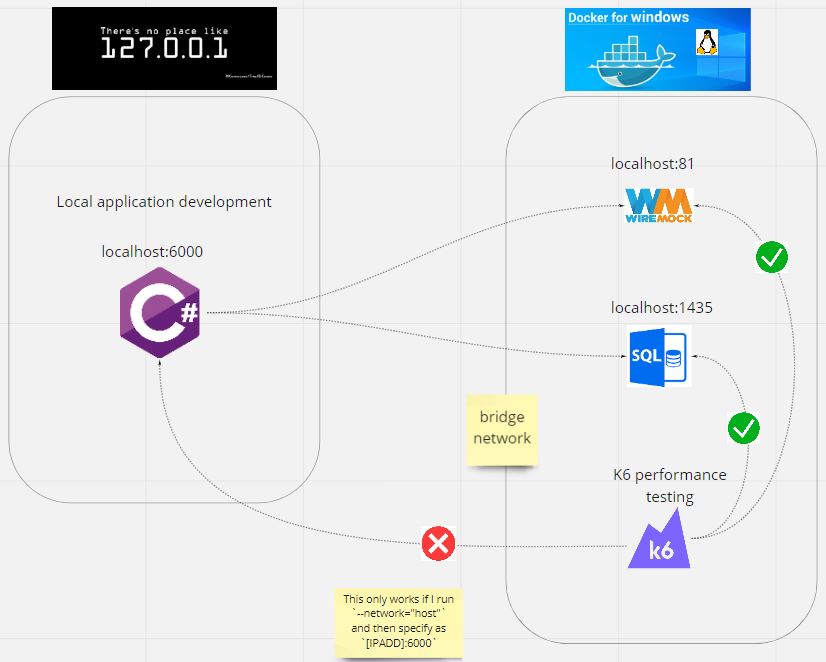 There's no place like
127.0.0.1
Docker for windows
localhost:81
WM
WIREMOCK
Local application development
localhost:6000
C#
localhost:1435
SQL
bridge
network
K6 performance
testing
k6
This only works if I run
`--network="host"`
and then specify as
`[IPADD]:6000`